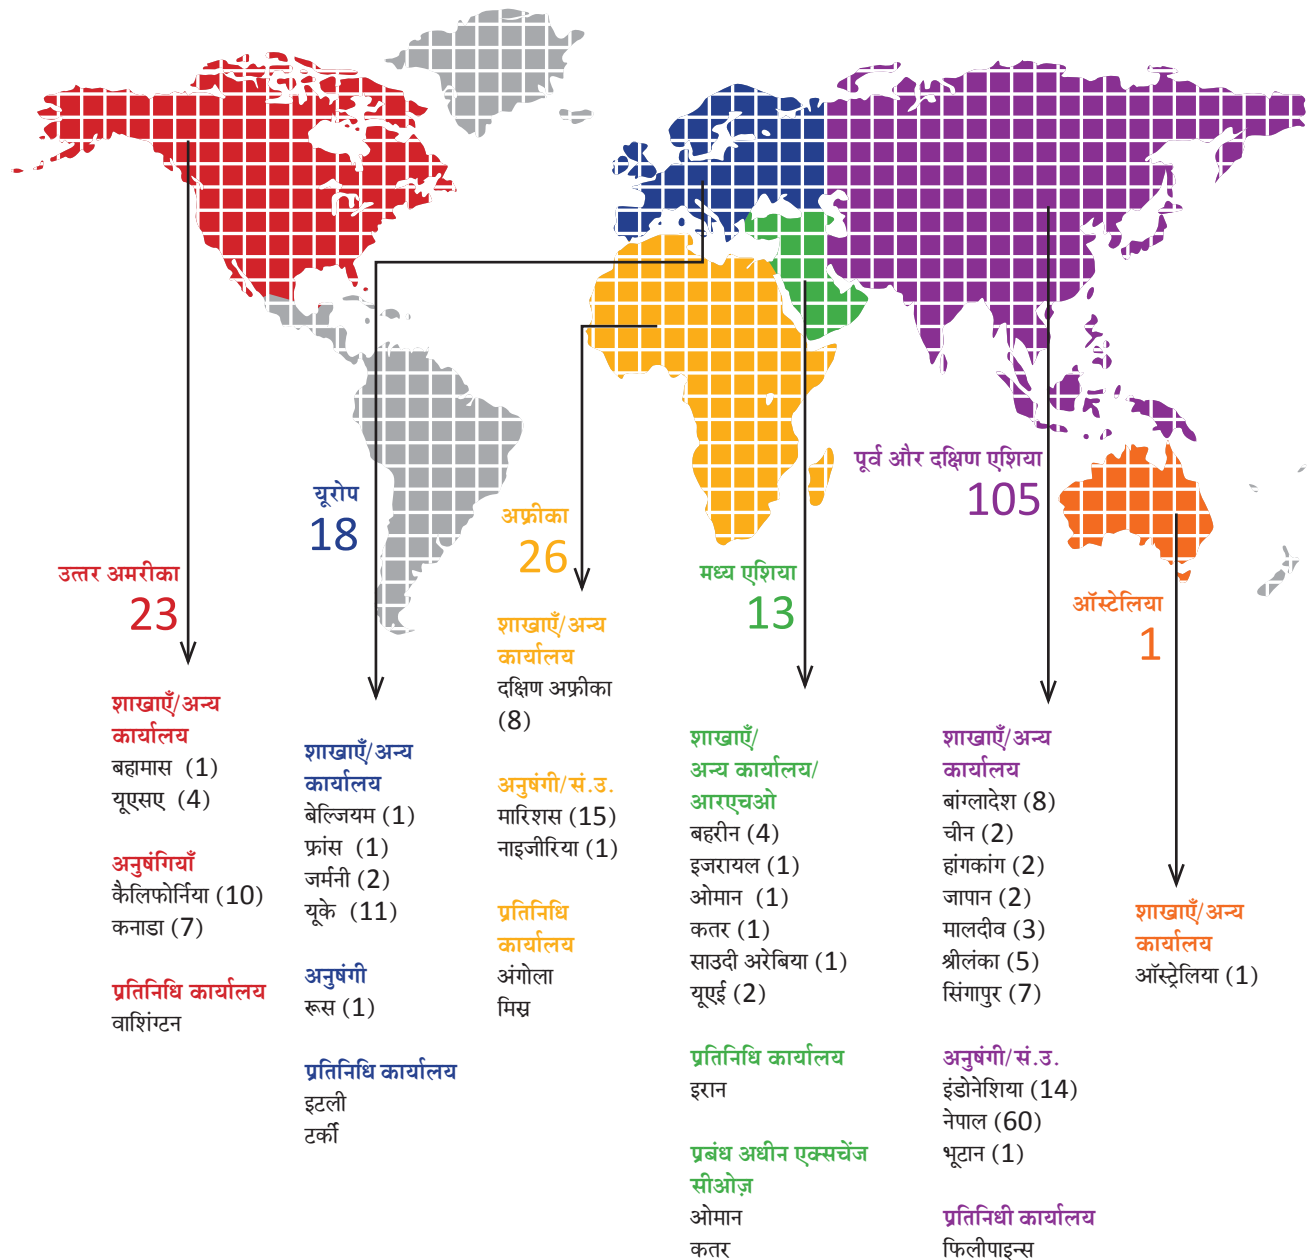 उत्तर अमरीका
23
शाखाएँ/अन्य
कार्यालय
बहामास (1)
यूएसए (4)
अनुषंगियाँ
कैलिफोर्निया (10)
कनाडा (7)
प्रतिनिधि कार्यालय
वाशिंग्टन
यूरोप
18
शाखाएँ/अन्य
कार्यालय
बेल्जियम (1)
फ्रांस (1)
जर्मनी (2)
यूके (11)
अनुषंगी
रूस (1)
प्रतिनिधि कार्यालय
इटली
टर्की
अफ्रीका
26
शाखाएँ/अन्य
कार्यालय
दक्षिण अफ्रीका
(8)
अनुषंगी/सं.उ.
मारिशस (15)
नाइजीरिया (1)
प्रतिनिधि
कार्यालय
अंगोला
मिस्र
मध्य एशिया
13
शाखाएँ/
अन्य कार्यालय/
आरएचओ
बहरीन (4)
इजरायल (1)
ओमान (1)
कतर (1)
साउदी अरेबिया (1)
यूएई (2)
प्रतिनिधि कार्यालय
इरान
प्रबंध अधीन एक्सचेंज
सीओज़
ओमान
कतर
पूर्व और दक्षिण एशिया
105
शाखाएँ/अन्य
कार्यालय
बांग्लादेश (8)
चीन (2)
हांगकांग (2)
जापान (2)
मालदीव (3)
श्रीलंका (5)
सिंगापुर (7)
अनुषंगी/सं.उ.
इंडोनेशिया (14)
नेपाल (60)
भूटान (1)
प्रतिनिधी कार्यालय
फिलीपाइन्स
ऑस्टेलिया
1
शाखाएँ/अन्य
कार्यालय
ऑस्ट्रेलिया (1)